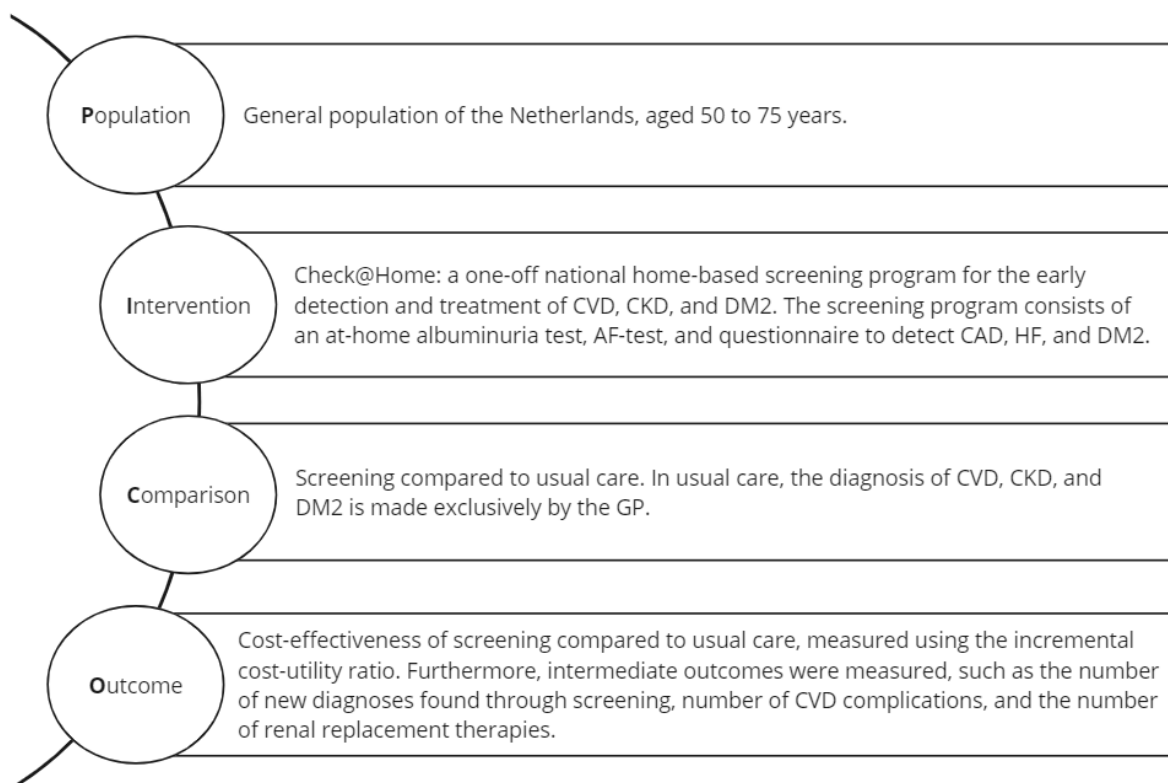 Population
General population of the Netherlands, aged 50 to 75 years.
Intervention
Check@Home: a one-off national home-based screening program for the early
detection and treatment of CVD, CKD, and DM2. The screening program consists of
an at-home albuminuria test, AF-test, and questionnaire to detect CAD, HF, and DM2.
Comparison
Screening compared to usual care. In usual care, the diagnosis of CVD, CKD, and
DM2 is made exclusively by the GP.
Outcome
Cost-effectiveness of screening compared to usual care, measured using the incremental
cost-utility ratio. Furthermore, intermediate outcomes were measured, such as the number
of new diagnoses found through screening, number of CVD complications, and the number
of renal replacement therapies.